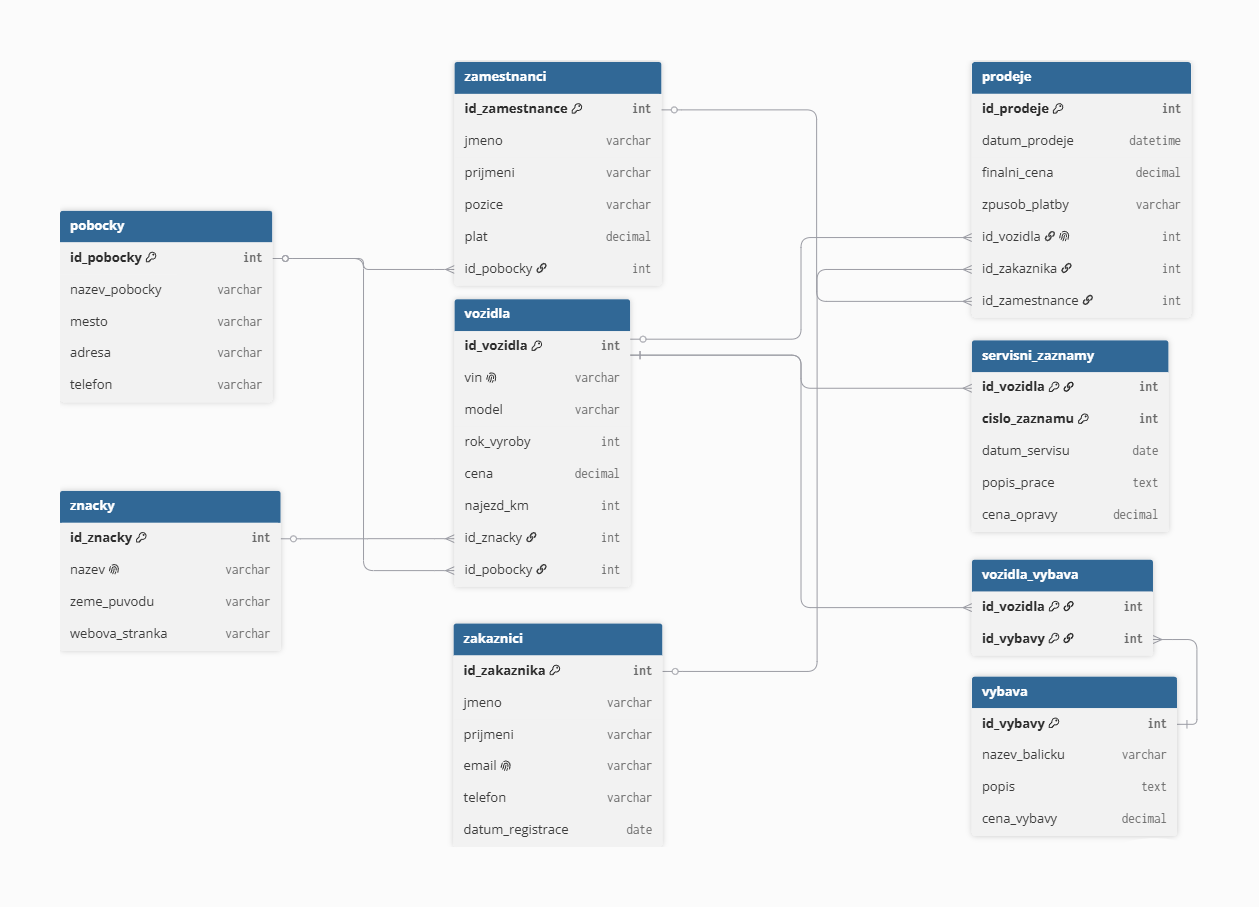 zamestnanci
id_zamestnance int
jmeno varchar
prijmeni varchar
pozice varchar
plat decimal
id_pobocky int
prodeje
id_prodeje int
datum_prodeje datetime
finalni_cena decimal
zpusob_platby varchar
id_vozidla int
id_zakaznika int
id_zamestnance int
pobocky
id_pobocky int
nazev_pobocky varchar
mesto varchar
adresa varchar
telefon varchar
vozidla
id_vozidla int
vin varchar
model varchar
rok_vyroby int
cena decimal
najezd_km int
id_znacky int
id_pobocky int
servisni_zaznamy
id_vozidla int
cislo_zaznamu int
datum_servisu date
popis_prace text
cena_opravy decimal
znacky
id_znacky int
nazev varchar
zeme_puvodu varchar
webova_stranka varchar
vozidla_vybava
id_vozidla int
id_vybavy int
zakaznici
id_zakaznika int
jmeno varchar
prijmeni varchar
email varchar
telefon varchar
datum_registrace date
vybava
id_vybavy int
nazev_balicku varchar
popis text
cena_vybavy decimal